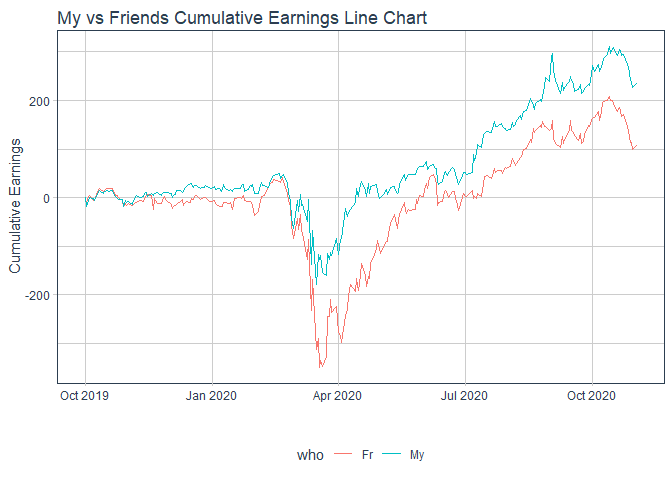 My vs Friends Cumulative Earnings Line Chart
Cumulative Earnings
200
0
-200
Oct 2019 Jan 2020 Apr 2020 Jul 2020 Oct 2020
who Fr My